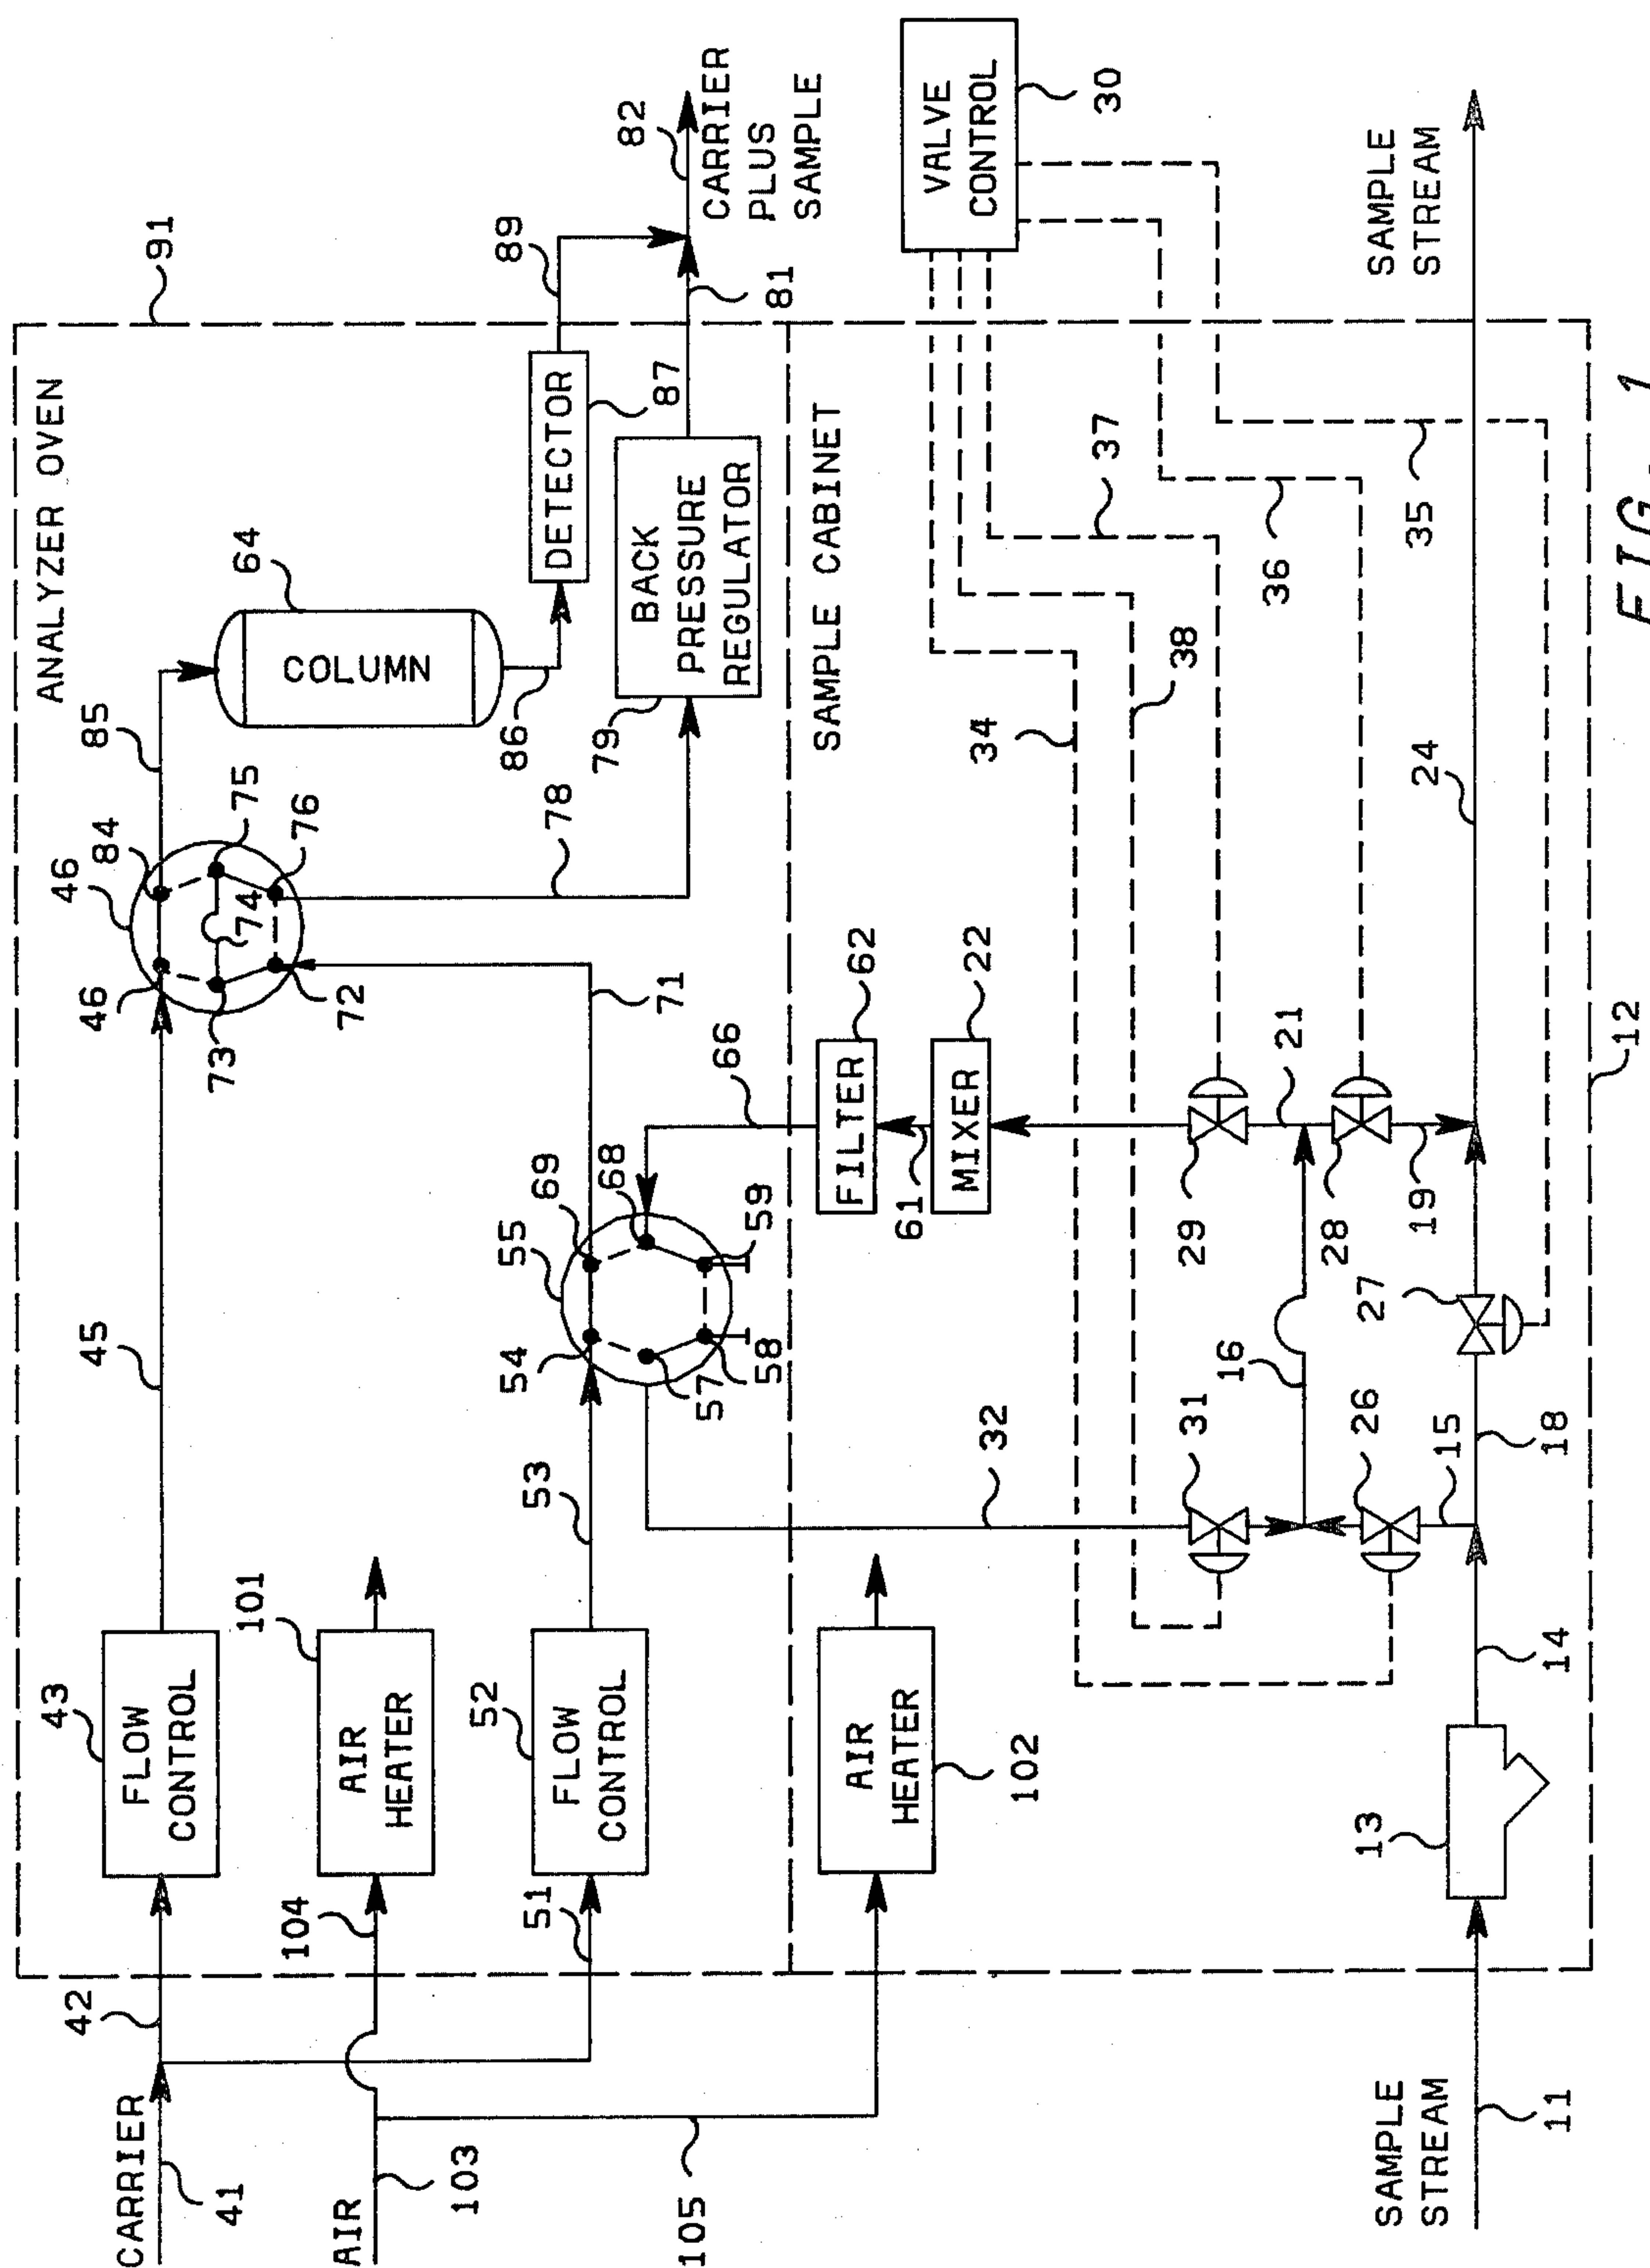 ANALYZER OVEN
91
43
46
84
85
CARRIER
42
FLOW
CONTROL
45
46
64
41
73
75
COLUMN
74
76
101
72
AIR
104
AIR
HEATER
103
52
54
55
69
71
78
86
89
51
FLOW
CONTROL
53
68
79
DETECTOR
82
57
66
BACK
PRESSURE
REGULATOR
87
CARRIER
PLUS
SAMPLE
105
58
59
81
SAMPLE CABINET
AIR
HEATER
FILTER
62
102
32
61
MIXER
22
34
VALVE
CONTROL
30
37
38
31
29
21
16
36
26
28
13
15
27
19
24
35
SAMPLE
STREAM
SAMPLE
STREAM
11
14
18
12
FIG. 1